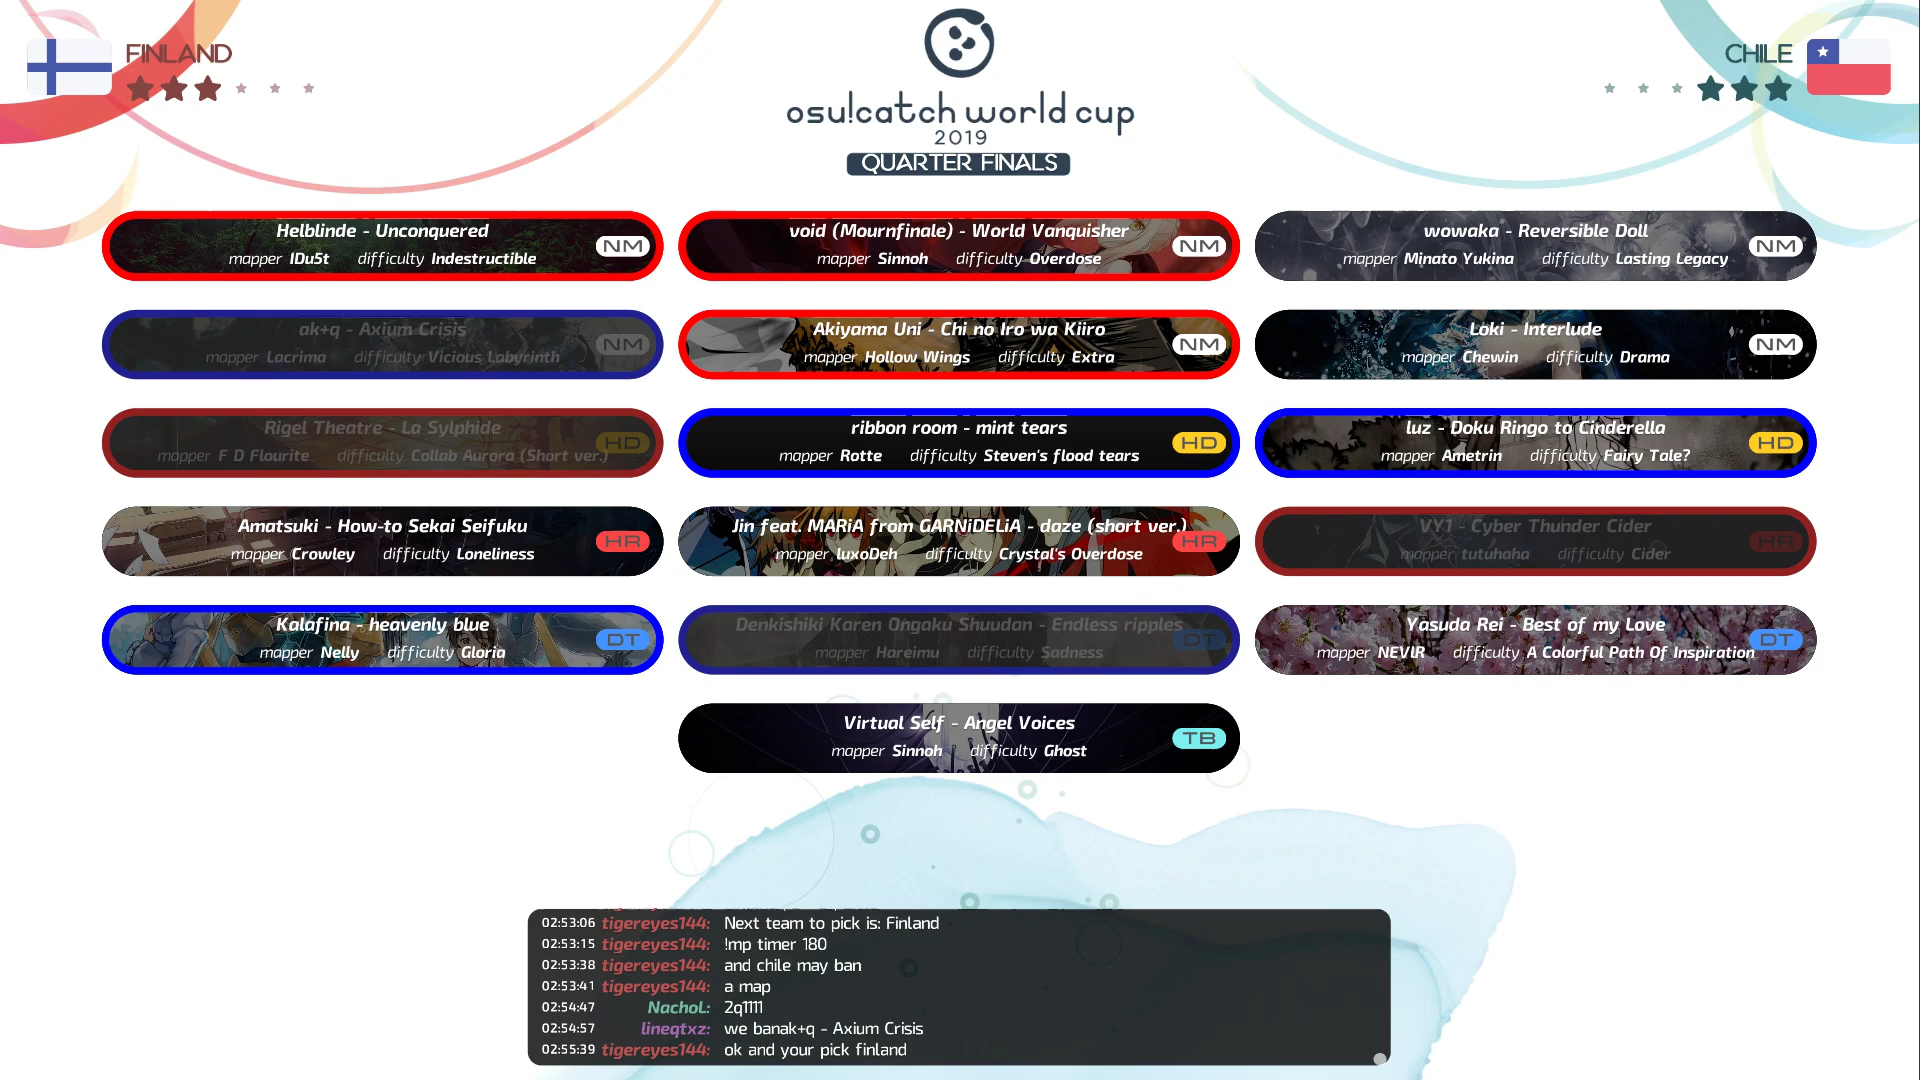 FINLAND
CHILE
osu!catch world cup
2019
QUARTER FINALS
Helblinde - Unconquered
mapper IDu5t difficulty Indestructible
NM
void (Mournfinale) - World Vanquisher
mapper Sinnoh difficulty Overdose
NM
wowaka - Reversible Doll
mapper Minato Yukina difficulty Lasting Legacy
NM
ak+q - Axium Crisis
mapper Lacrima difficulty Vicious Labyrinth
NM
Akiyama Uni - Chi no Iro wa Kiiro
mapper Hollow Wings difficulty Extra
NM
Loki - Interlude
mapper Chewin difficulty Drama
NM
Rigel Theatre - La Sylphide
mapper F D Flourite difficulty Collab Aurora (Short ver.)
HD
ribbon room - mint tears
mapper Rotte difficulty Steven's flood tears
HD
luz - Doku Ringo to Cinderella
mapper Ametrin difficulty Fairy Tale?
HD
Amatsuki - How-to Sekai Seifuku
mapper Crowley difficulty Loneliness
HR
Jin feat. MARiA from GARNiDELiA - daze (short ver.)
mapper luxoDeh difficulty Crystal's Overdose
HR
VY1 - Cyber Thunder Cider
mapper tutuhaha difficulty Cider
HR
Kalafina - heavenly blue
mapper Nelly difficulty Gloria
DT
Denkishiki Karen Ongaku Shuudan - Endless ripples
mapper Hareimu difficulty Sadness
DT
Yasuda Rei - Best of my Love
mapper NEVIR difficulty A Colorful Path Of Inspiration
DT
Virtual Self - Angel Voices
mapper Sinnoh difficulty Ghost
TB
02:53:06 tigereyes144: Next team to pick is: Finland
02:53:15 tigereyes144: !mp timer 180
02:53:38 tigereyes144: and chile may ban
02:53:41 tigereyes144: a map
02:54:47 NachoL: 2q1111
02:54:57 lineqtxz: we banak+q - Axium Crisis
02:55:39 tigereyes144: ok and your pick finland